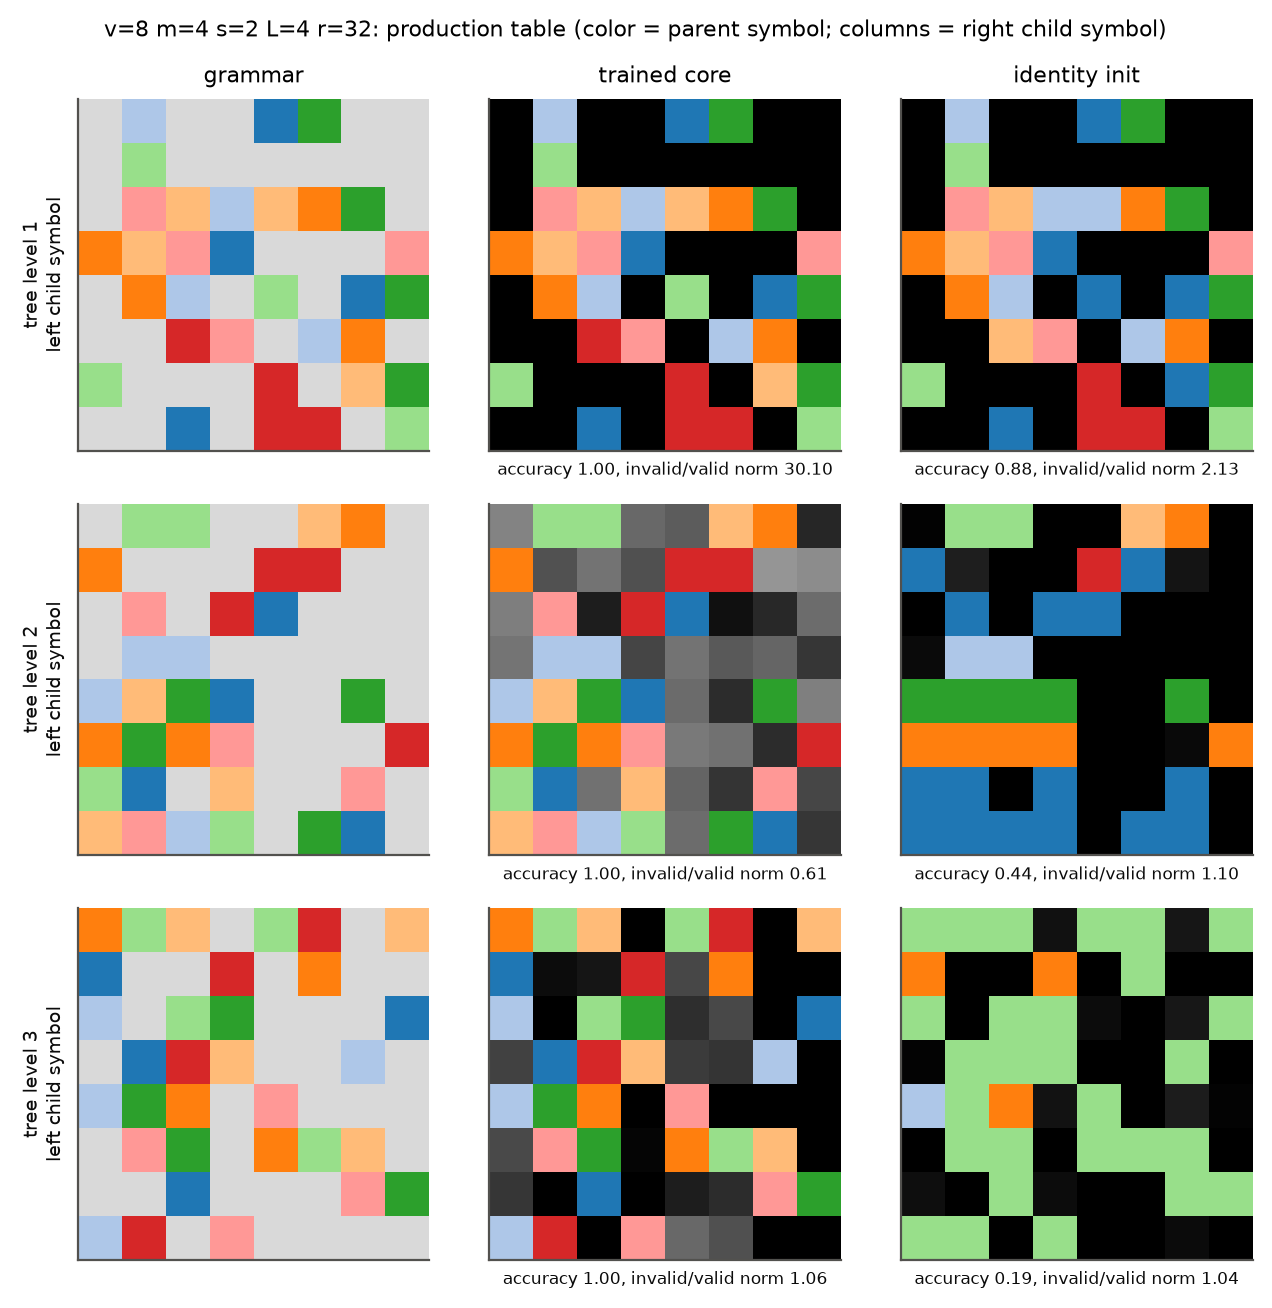 v=8 m=4 s=2 L=4 r=32: production table (color = parent symbol; columns = right child symbol)
grammar
trained core
identity init
tree level 1
left child symbol
accuracy 1.00, invalid/valid norm 30.10
accuracy 0.88, invalid/valid norm 2.13
tree level 2
left child symbol
accuracy 1.00, invalid/valid norm 0.61
accuracy 0.44, invalid/valid norm 1.10
tree level 3
left child symbol
accuracy 1.00, invalid/valid norm 1.06
accuracy 0.19, invalid/valid norm 1.04